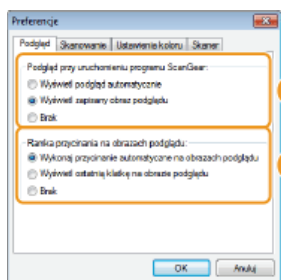 Preferencje
Podgląd Skanowanie Ustawienia koloru Skaner
Podgląd przy uruchomieniu programu ScanGear:
Wyświetl podgląd automatycznie
Wyświetl zapisany obraz podglądu
Brak
Ramka przycinania na obrazach podglądu:
Wykonaj przycinanie automatyczne na obrazach podglądu
Wyświetl ostatnią klatkę na obrazie podglądu
Brak
OK Anuluj